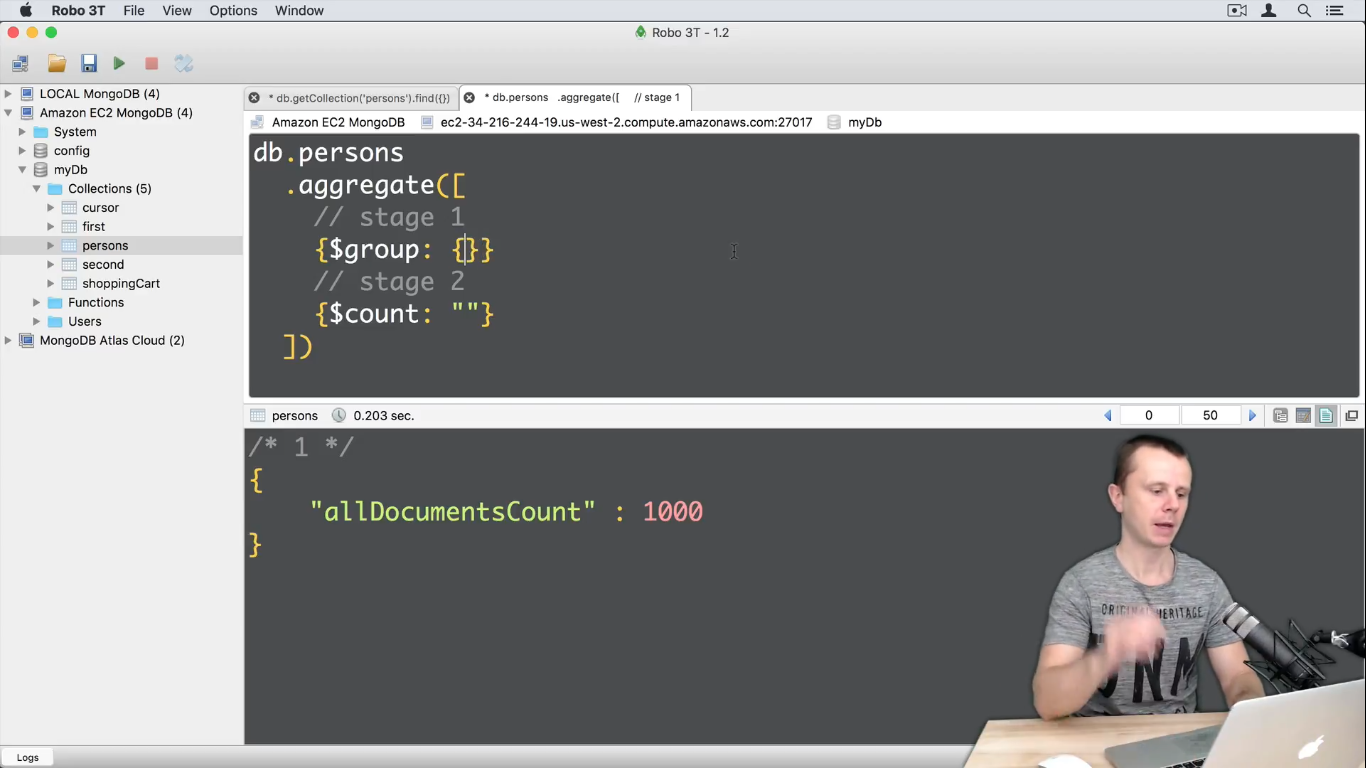 Robo 3T File View Options Window
Robo 3T - 1.2
LOCAL MongoDB (4)
Amazon EC2 MongoDB (4)
System
config
myDb
Collections (5)
cursor
first
persons
second
shoppingCart
Functions
Users
MongoDB Atlas Cloud (2)
* db.getCollection('persons').find({}) * db.persons .aggregate([ // stage 1
Amazon EC2 MongoDB ec2-34-216-244-19.us-west-2.compute.amazonaws.com:27017 myDb
db.persons
.aggregate([
// stage 1
{$group: {}}
// stage 2
{$count: ""}
])
persons 0.203 sec. 0 50
/* 1 */
{
"allDocumentsCount" : 1000
}
ORIGINAL HERITAGE
Logs